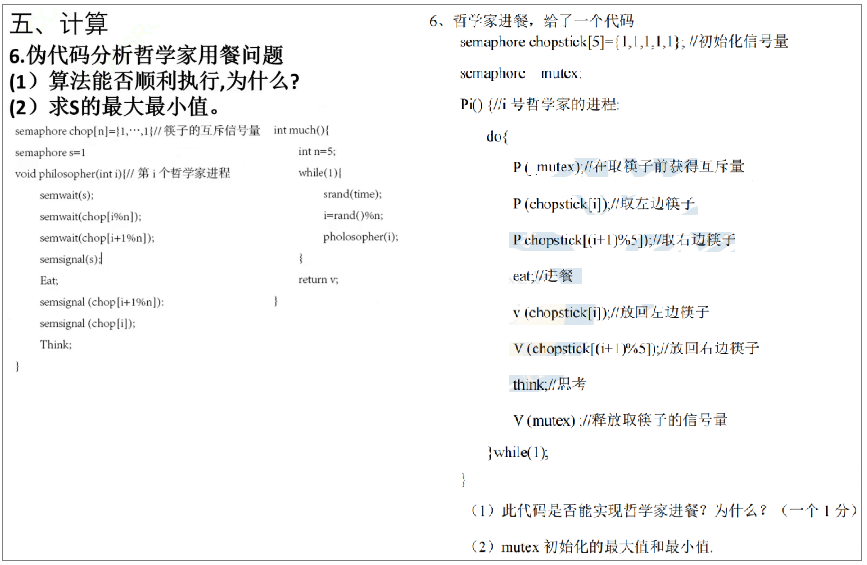 五、计算
6.伪代码分析哲学家用餐问题
(1）算法能否顺利执行,为什么?
(2）求S的最大最小值。
semaphore chop[n]=}1,…,1}// 筷子的互斥信号量
semaphore s=1
void philosopher(int i){// 第 i 个哲学家进程
semwait(s);
semwait(chop[i%n]);
semwait(chop[i+1%n]);
semsignal(s);
Eat;
semsignal (chop[i+1%n]):
semsignal (chop[i]);
Think;
}
int much(){
int n=5;
while(1){
srand(time);
i=rand()%n;
pholosopher(i);
{
return v;
}
6、哲学家进餐，给了一个代码
semaphore chopstick[5]={1,1,1,1,1}; //初始化信号量
semaphore mutex;
Pi() {//i 号哲学家的进程:
do{
P ( mutex);//在取筷子前获得互斥量
P (chopstick[i]);//取左边筷子
P chopstick[(i+1)%5]);//取右边筷子
eat;//进餐
v (chopstick[i]);//放回左边筷子
V (chopstick[(i+1)%5]);//放回右边筷子
think;//思考
V (mutex) ;//释放取筷子的信号量
}while(1);
}
（1）此代码是否能实现哲学家进餐？为什么？（一个 1 分）
（2）mutex 初始化的最大值和最小值.